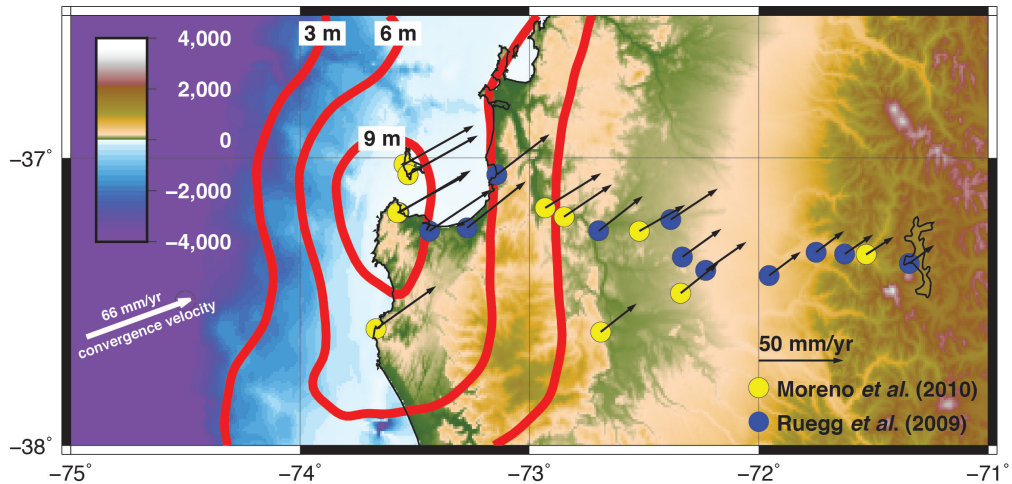 3 m
6 m
9 m
4,000
2,000
0
−2,000
−4,000
−37°
−38°
66 mm/yr
convergence velocity
50 mm/yr
Moreno et al. (2010)
Ruegg et al. (2009)
−75°
−74°
−73°
−72°
−71°